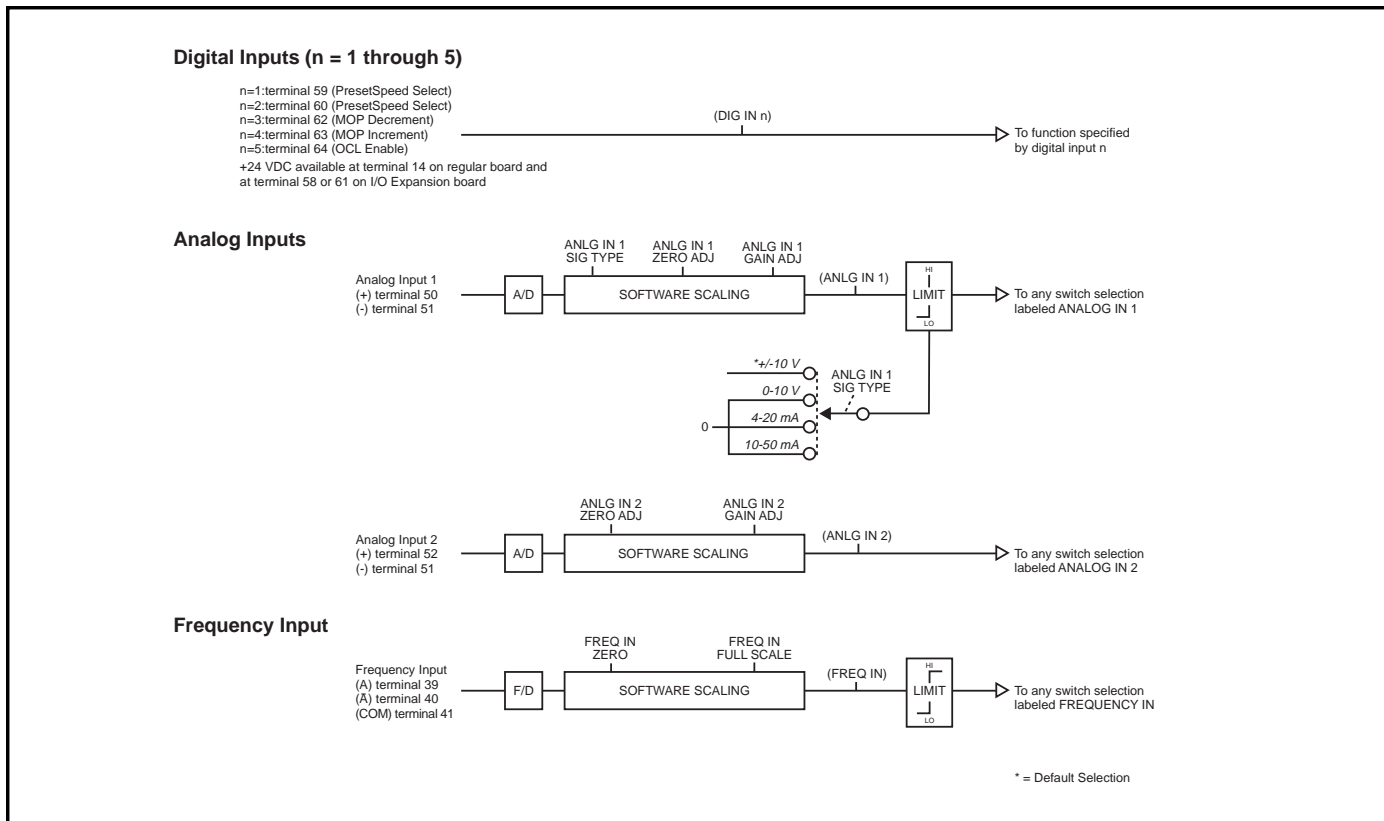 Digital Inputs (n = 1 through 5)
n=1:terminal 59 (PresetSpeed Select)
n=2:terminal 60 (PresetSpeed Select)
n=3:terminal 62 (MOP Decrement)
n=4:terminal 63 (MOP Increment)
n=5:terminal 64 (OCL Enable)
+24 VDC available at terminal 14 on regular board and
at terminal 58 or 61 on I/O Expansion board
(DIG IN n)
To function specified
by digital input n
Analog Inputs
Analog Input 1
(+) terminal 50
(-) terminal 51
A/D
ANLG IN 1
SIG TYPE
ANLG IN 1
ZERO ADJ
ANLG IN 1
GAIN ADJ
SOFTWARE SCALING
(ANLG IN 1)
HI
LIMIT
LO
To any switch selection
labeled ANALOG IN 1
*+/-10 V
0-10 V
4-20 mA
10-50 mA
0
ANLG IN 1
SIG TYPE
Analog Input 2
(+) terminal 52
(-) terminal 51
A/D
ANLG IN 2
ZERO ADJ
ANLG IN 2
GAIN ADJ
SOFTWARE SCALING
(ANLG IN 2)
To any switch selection
labeled ANALOG IN 2
Frequency Input
Frequency Input
(A) terminal 39
(Ā) terminal 40
(COM) terminal 41
F/D
FREQ IN
ZERO
FREQ IN
FULL SCALE
SOFTWARE SCALING
(FREQ IN)
HI
LIMIT
LO
To any switch selection
labeled FREQUENCY IN
* = Default Selection